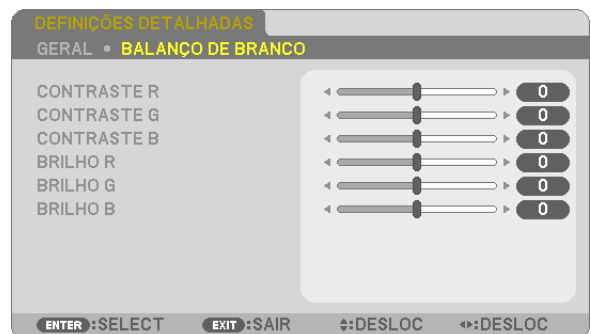 DEFINIÇÕES DETALHADAS
GERAL • BALANÇO DE BRANCO
CONTRASTE R 0
CONTRASTE G 0
CONTRASTE B 0
BRILHO R 0
BRILHO G 0
BRILHO B 0
ENTER :SELECT EXIT :SAIR :DESLOC :DESLOC